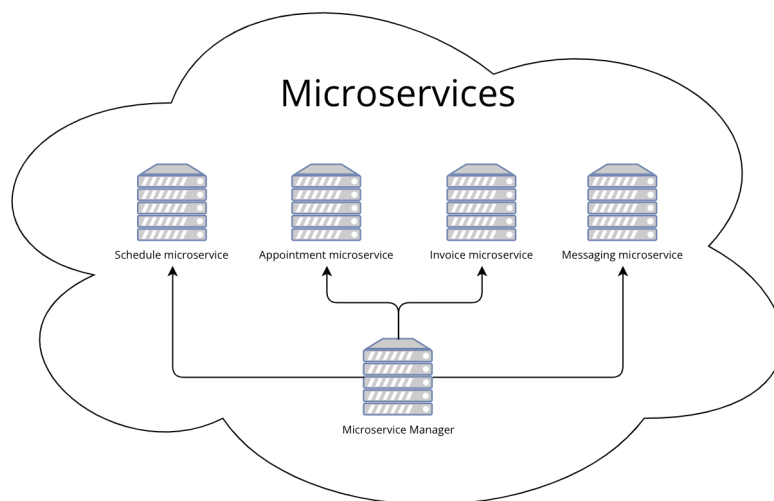 Microservices
Schedule microservice
Appointment microservice
Invoice microservice
Messaging microservice
Microservice Manager